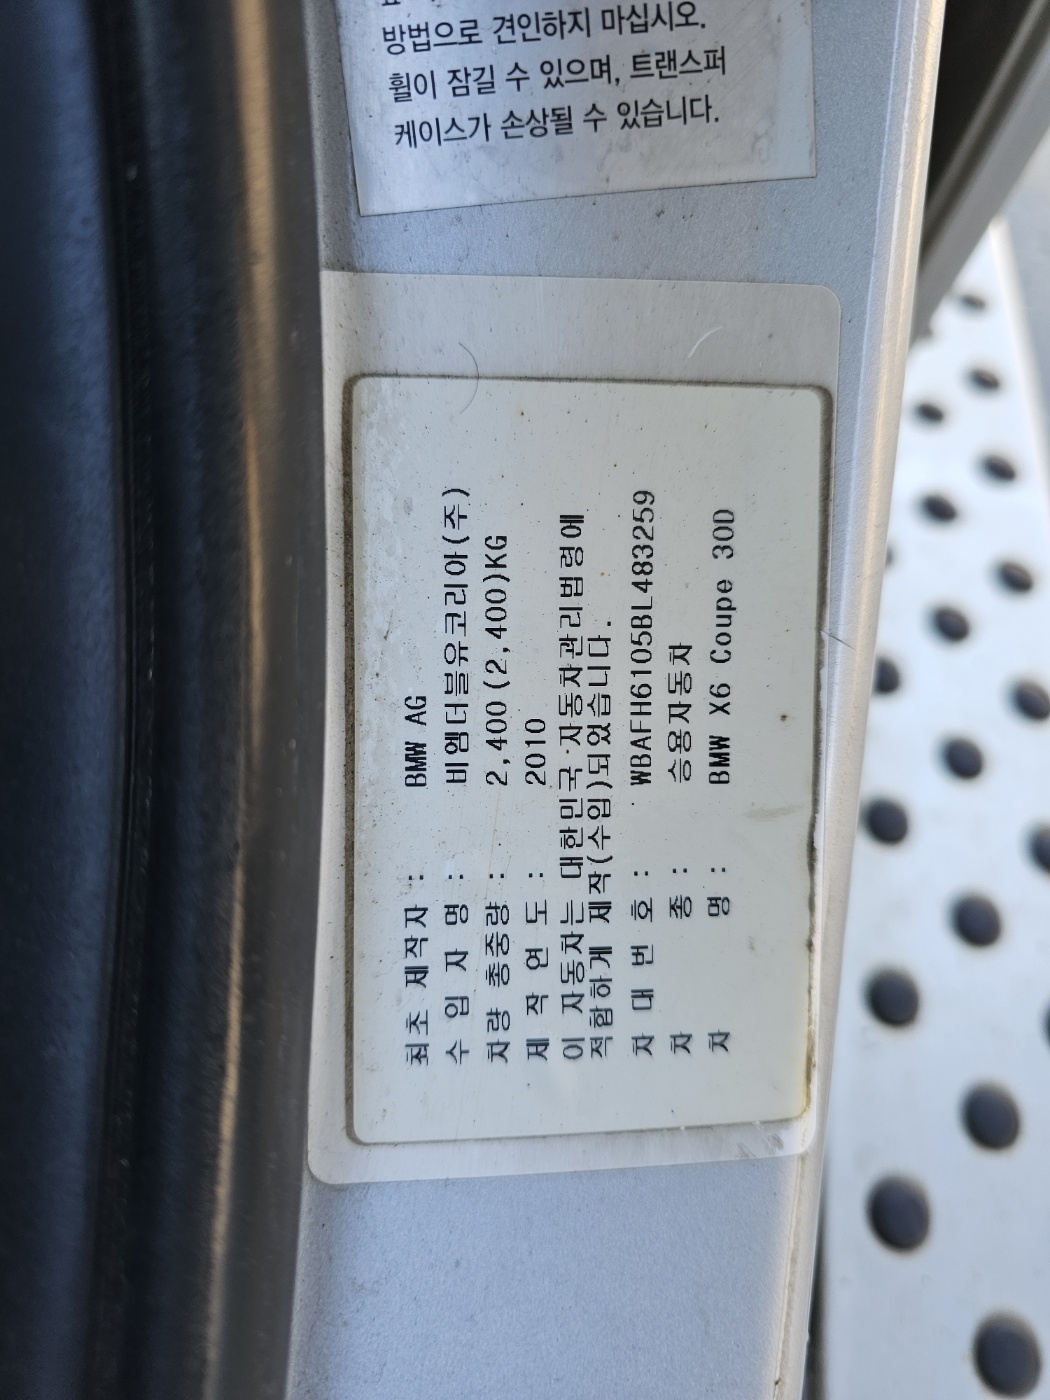 방법으로 견인하지 마십시오.
휠이 잠길 수 있으며, 트랜스퍼
케이스가 손상될 수 있습니다.
최초 제작자 : BMW AG
수 입 자 명 : 비엠더블유코리아(주)
차량 총중량 : 2,400(2,400)KG
제 작 연 도 : 2010
이 자동차는 대한민국 자동차관리법령에
적합하게 제작(수입)되었습니다.
차 대 번 호 : WBAFH6105BL483259
차 종 : 승용자동차
차 명 : BMW X6 Coupe 30D